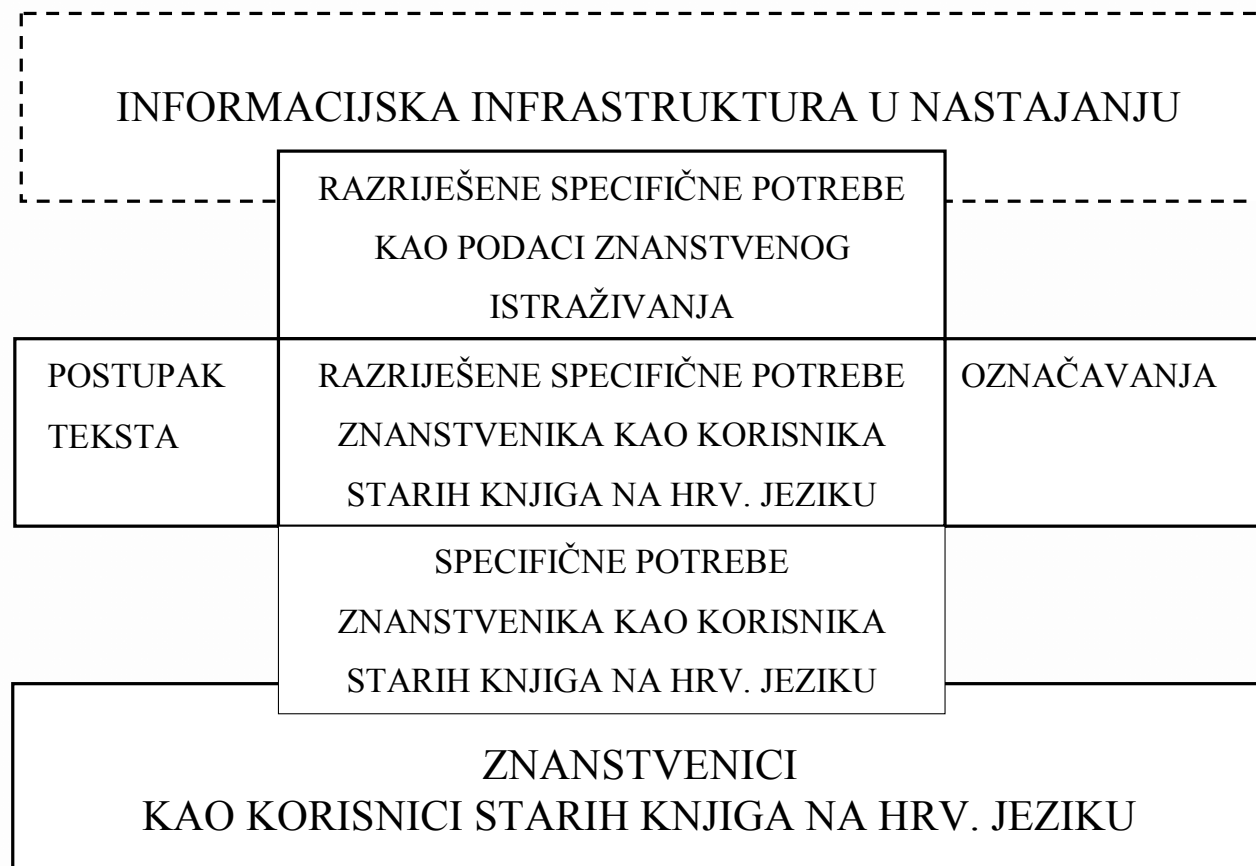 INFORMACIJSKA INFRASTRUKTURA U NASTAJANJU
RAZRIJEŠENE SPECIFIČNE POTREBE
KAO PODACI ZNANSTVENOG
ISTRAŽIVANJA
POSTUPAK
TEKSTA
RAZRIJEŠENE SPECIFIČNE POTREBE
ZNANSTVENIKA KAO KORISNIKA
STARIH KNJIGA NA HRV. JEZIKU
OZNAČAVANJA
SPECIFIČNE POTREBE
ZNANSTVENIKA KAO KORISNIKA
STARIH KNJIGA NA HRV. JEZIKU
ZNANSTVENICI
KAO KORISNICI STARIH KNJIGA NA HRV. JEZIKU